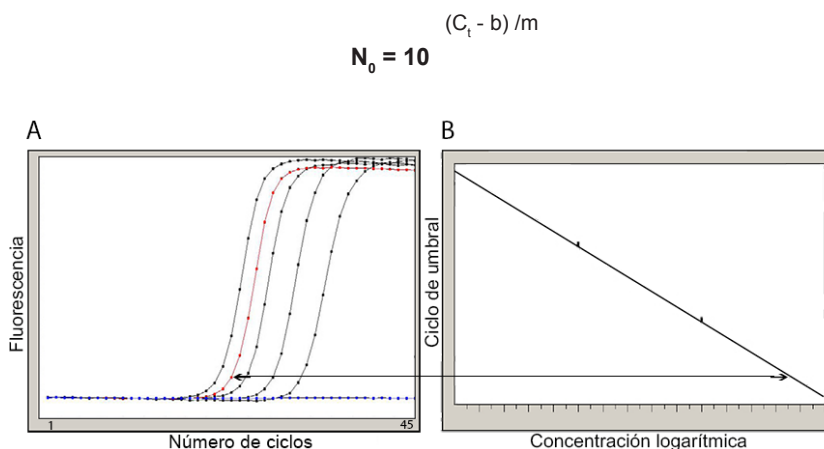 (Ct - b) /m
N0 = 10
A
B
Fluorescencia
Ciclo de umbral
1
45
Número de ciclos
Concentración logarítmica